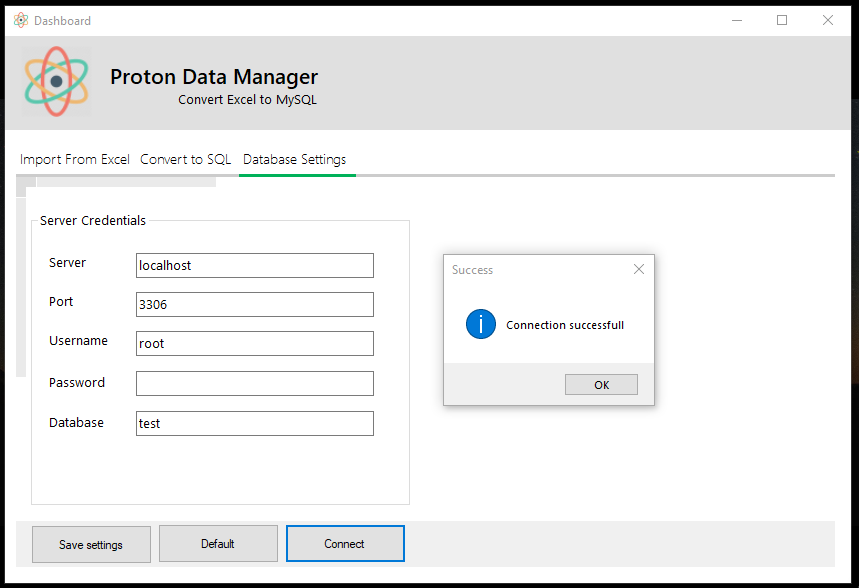 Dashboard
Proton Data Manager
Convert Excel to MySQL
Import From Excel Convert to SQL Database Settings
Server Credentials
Server localhost
Port 3306
Username root
Password
Database test
Success
Connection successfull
OK
Save settings Default Connect